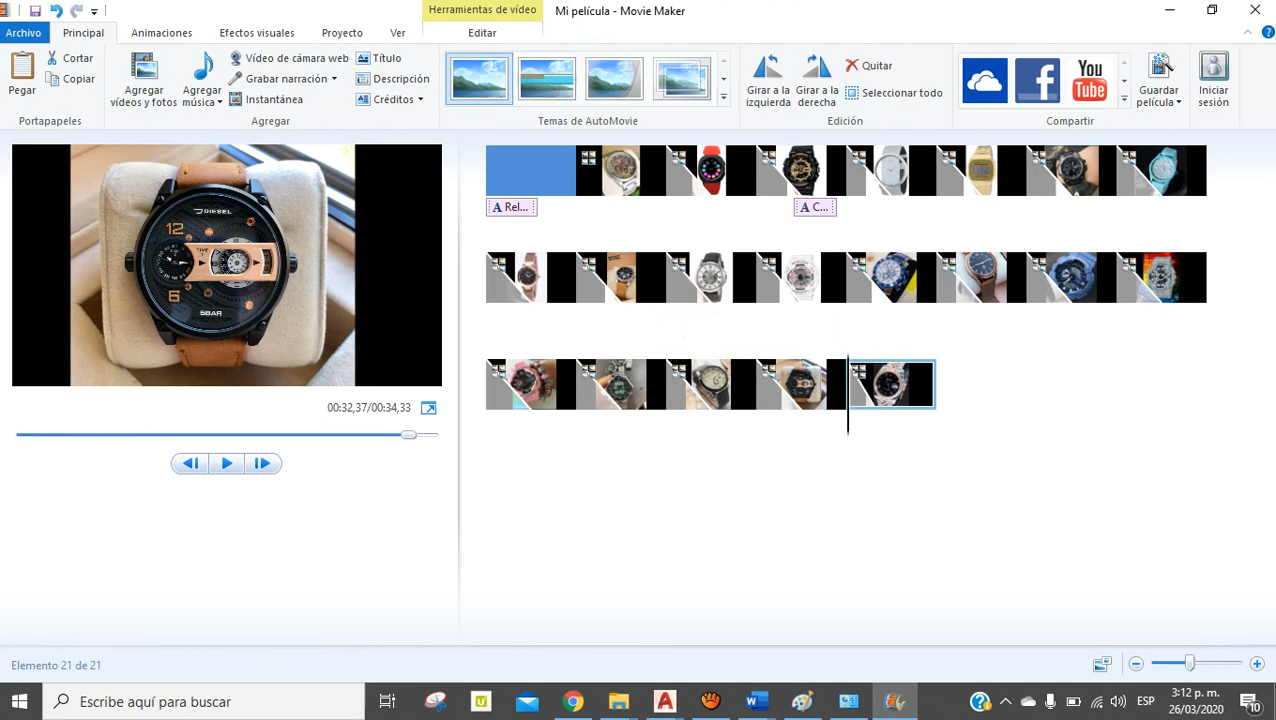 Herramientas de vídeo
Mi película - Movie Maker
Archivo
Principal
Animaciones
Efectos visuales
Proyecto
Ver
Editar
Pegar
Cortar
Copiar
Portapapeles
Agregar
vídeos y fotos
Agregar
música
Vídeo de cámara web
Grabar narración
Instantánea
Título
Descripción
Créditos
Agregar
Temas de AutoMovie
Girar a la
izquierda
Girar a la
derecha
Quitar
Seleccionar todo
Edición
You
Tube
Compartir
Guardar
película
Iniciar
sesión
DIESEL
12
TIME
6
5BAR
A Rel...
A C...
00:32,37/00:34,33
Elemento 21 de 21
Escribe aquí para buscar
ESP
3:12 p. m.
26/03/2020
10